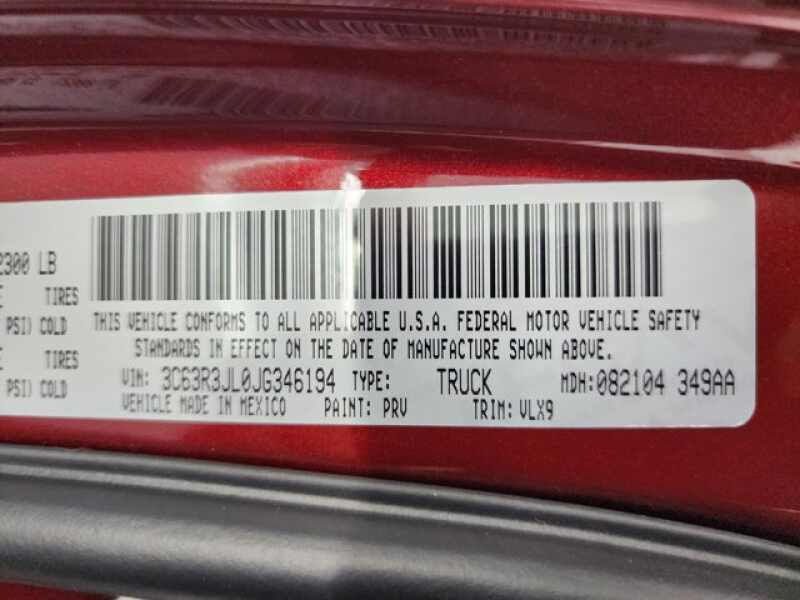 2300 LB
TIRES
PSI) COLD
TIRES
PSI) COLD
THIS VEHICLE CONFORMS TO ALL APPLICABLE U.S.A. FEDERAL MOTOR VEHICLE SAFETY
STANDARDS IN EFFECT ON THE DATE OF MANUFACTURE SHOWN ABOVE.
VIN: 3C63R3JL0JG346194 TYPE: TRUCK MDH:082104 349AA
VEHICLE MADE IN MEXICO PAINT: PRV TRIM: VLX9